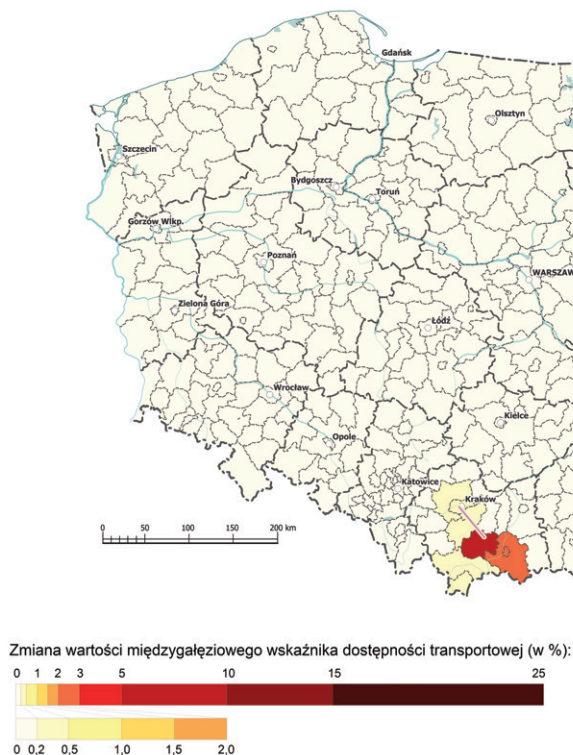 Gdańsk
Olsztyn
Szczecin
Bydgoszcz
Toruń
Gorzów Wlkp.
Poznań
WARSZAW
Zielona Góra
Łódź
Wrocław
Kielce
Opole
Katowice
Kraków
0 50 100 150 200 km
Zmiana wartości międzygałęziowego wskaźnika dostępności transportowej (w %):
0 1 2 3 5 10 15 25
0 0,2 0,5 1,0 1,5 2,0